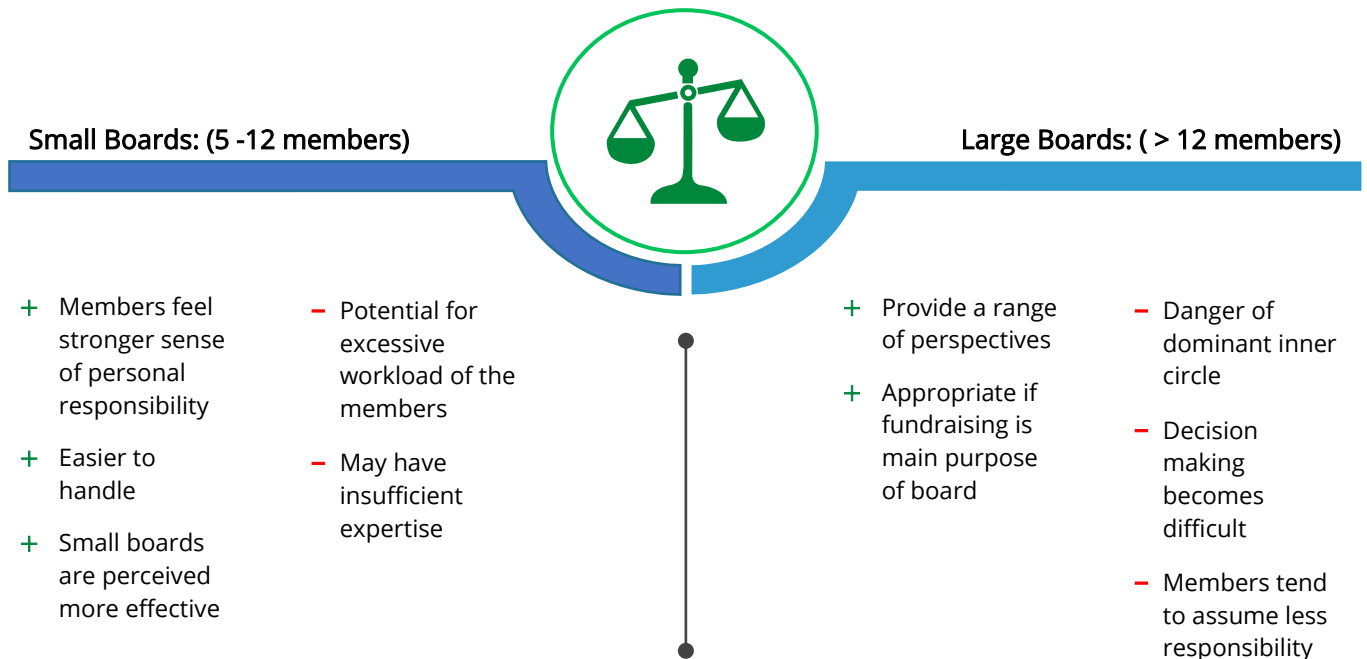 Small Boards: (5 -12 members)
+ Members feel
stronger sense
of personal
responsibility
+ Easier to
handle
+ Small boards
are perceived
more effective
– Potential for
excessive
workload of the
members
– May have
insufficient
expertise
Large Boards: ( > 12 members)
+ Provide a range
of perspectives
+ Appropriate if
fundraising is
main purpose
of board
– Danger of
dominant inner
circle
– Decision
making
becomes
difficult
– Members tend
to assume less
responsibility